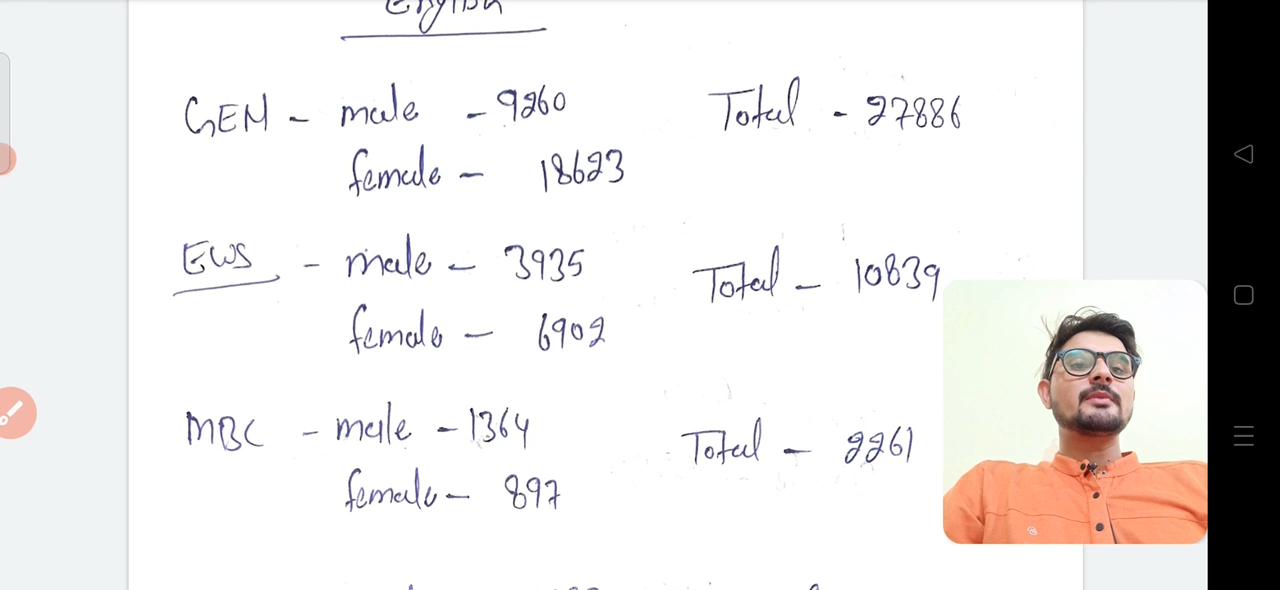 English
GEN - male - 9260 Total - 27886
female - 18623
EWS - male - 3935 Total - 10839
female - 6902
MBC - male - 1364 Total - 2261
female - 897